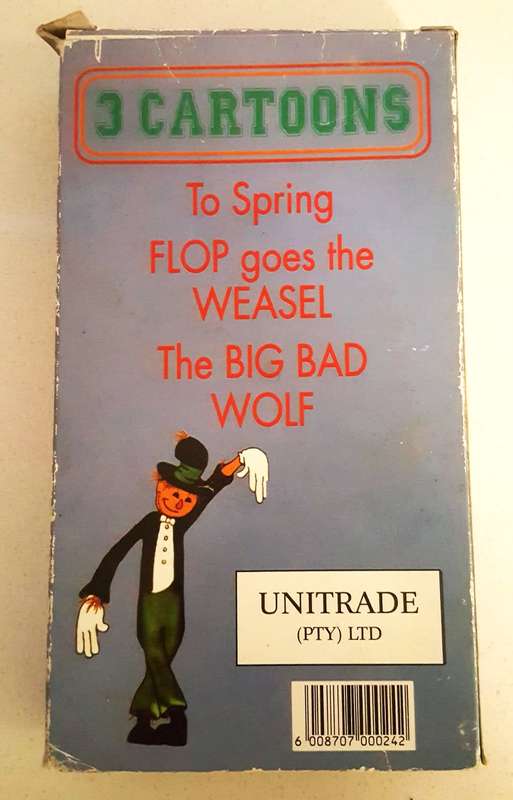 3 CARTOONS
To Spring
FLOP goes the
WEASEL
The BIG BAD
WOLF
UNITRADE
(PTY) LTD
6 008707 000242